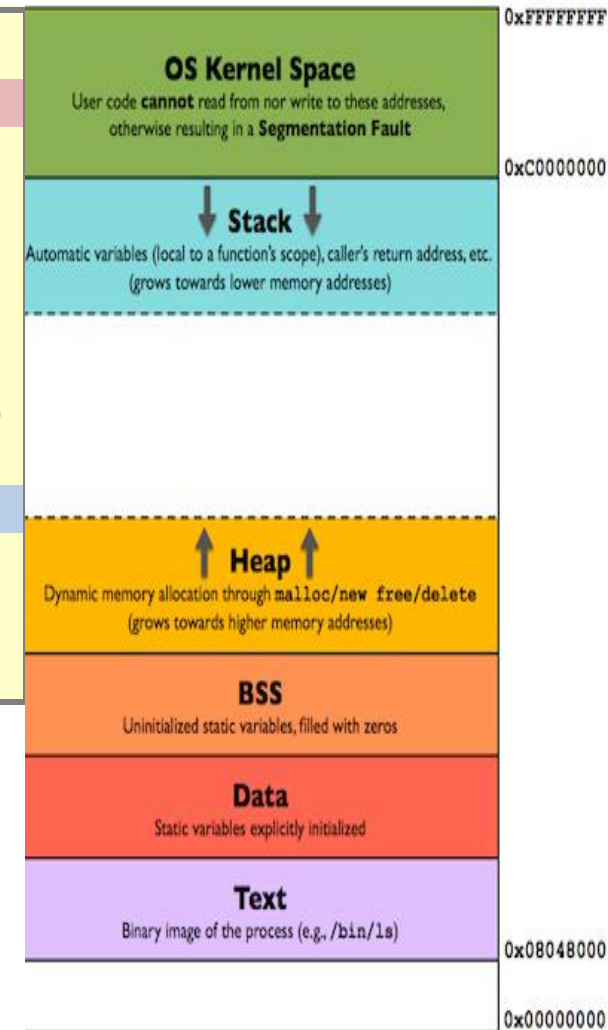 0xFFFFFFFF
OS Kernel Space
User code cannot read from nor write to these addresses,
otherwise resulting in a Segmentation Fault
0xC0000000
Stack
Automatic variables (local to a function's scope), caller's return address, etc.
(grows towards lower memory addresses)
Heap
Dynamic memory allocation through malloc/new free/delete
(grows towards higher memory addresses)
BSS
Uninitialized static variables, filled with zeros
Data
Static variables explicitly initialized
Text
Binary image of the process (e.g., /bin/ls)
0x08048000
0x00000000